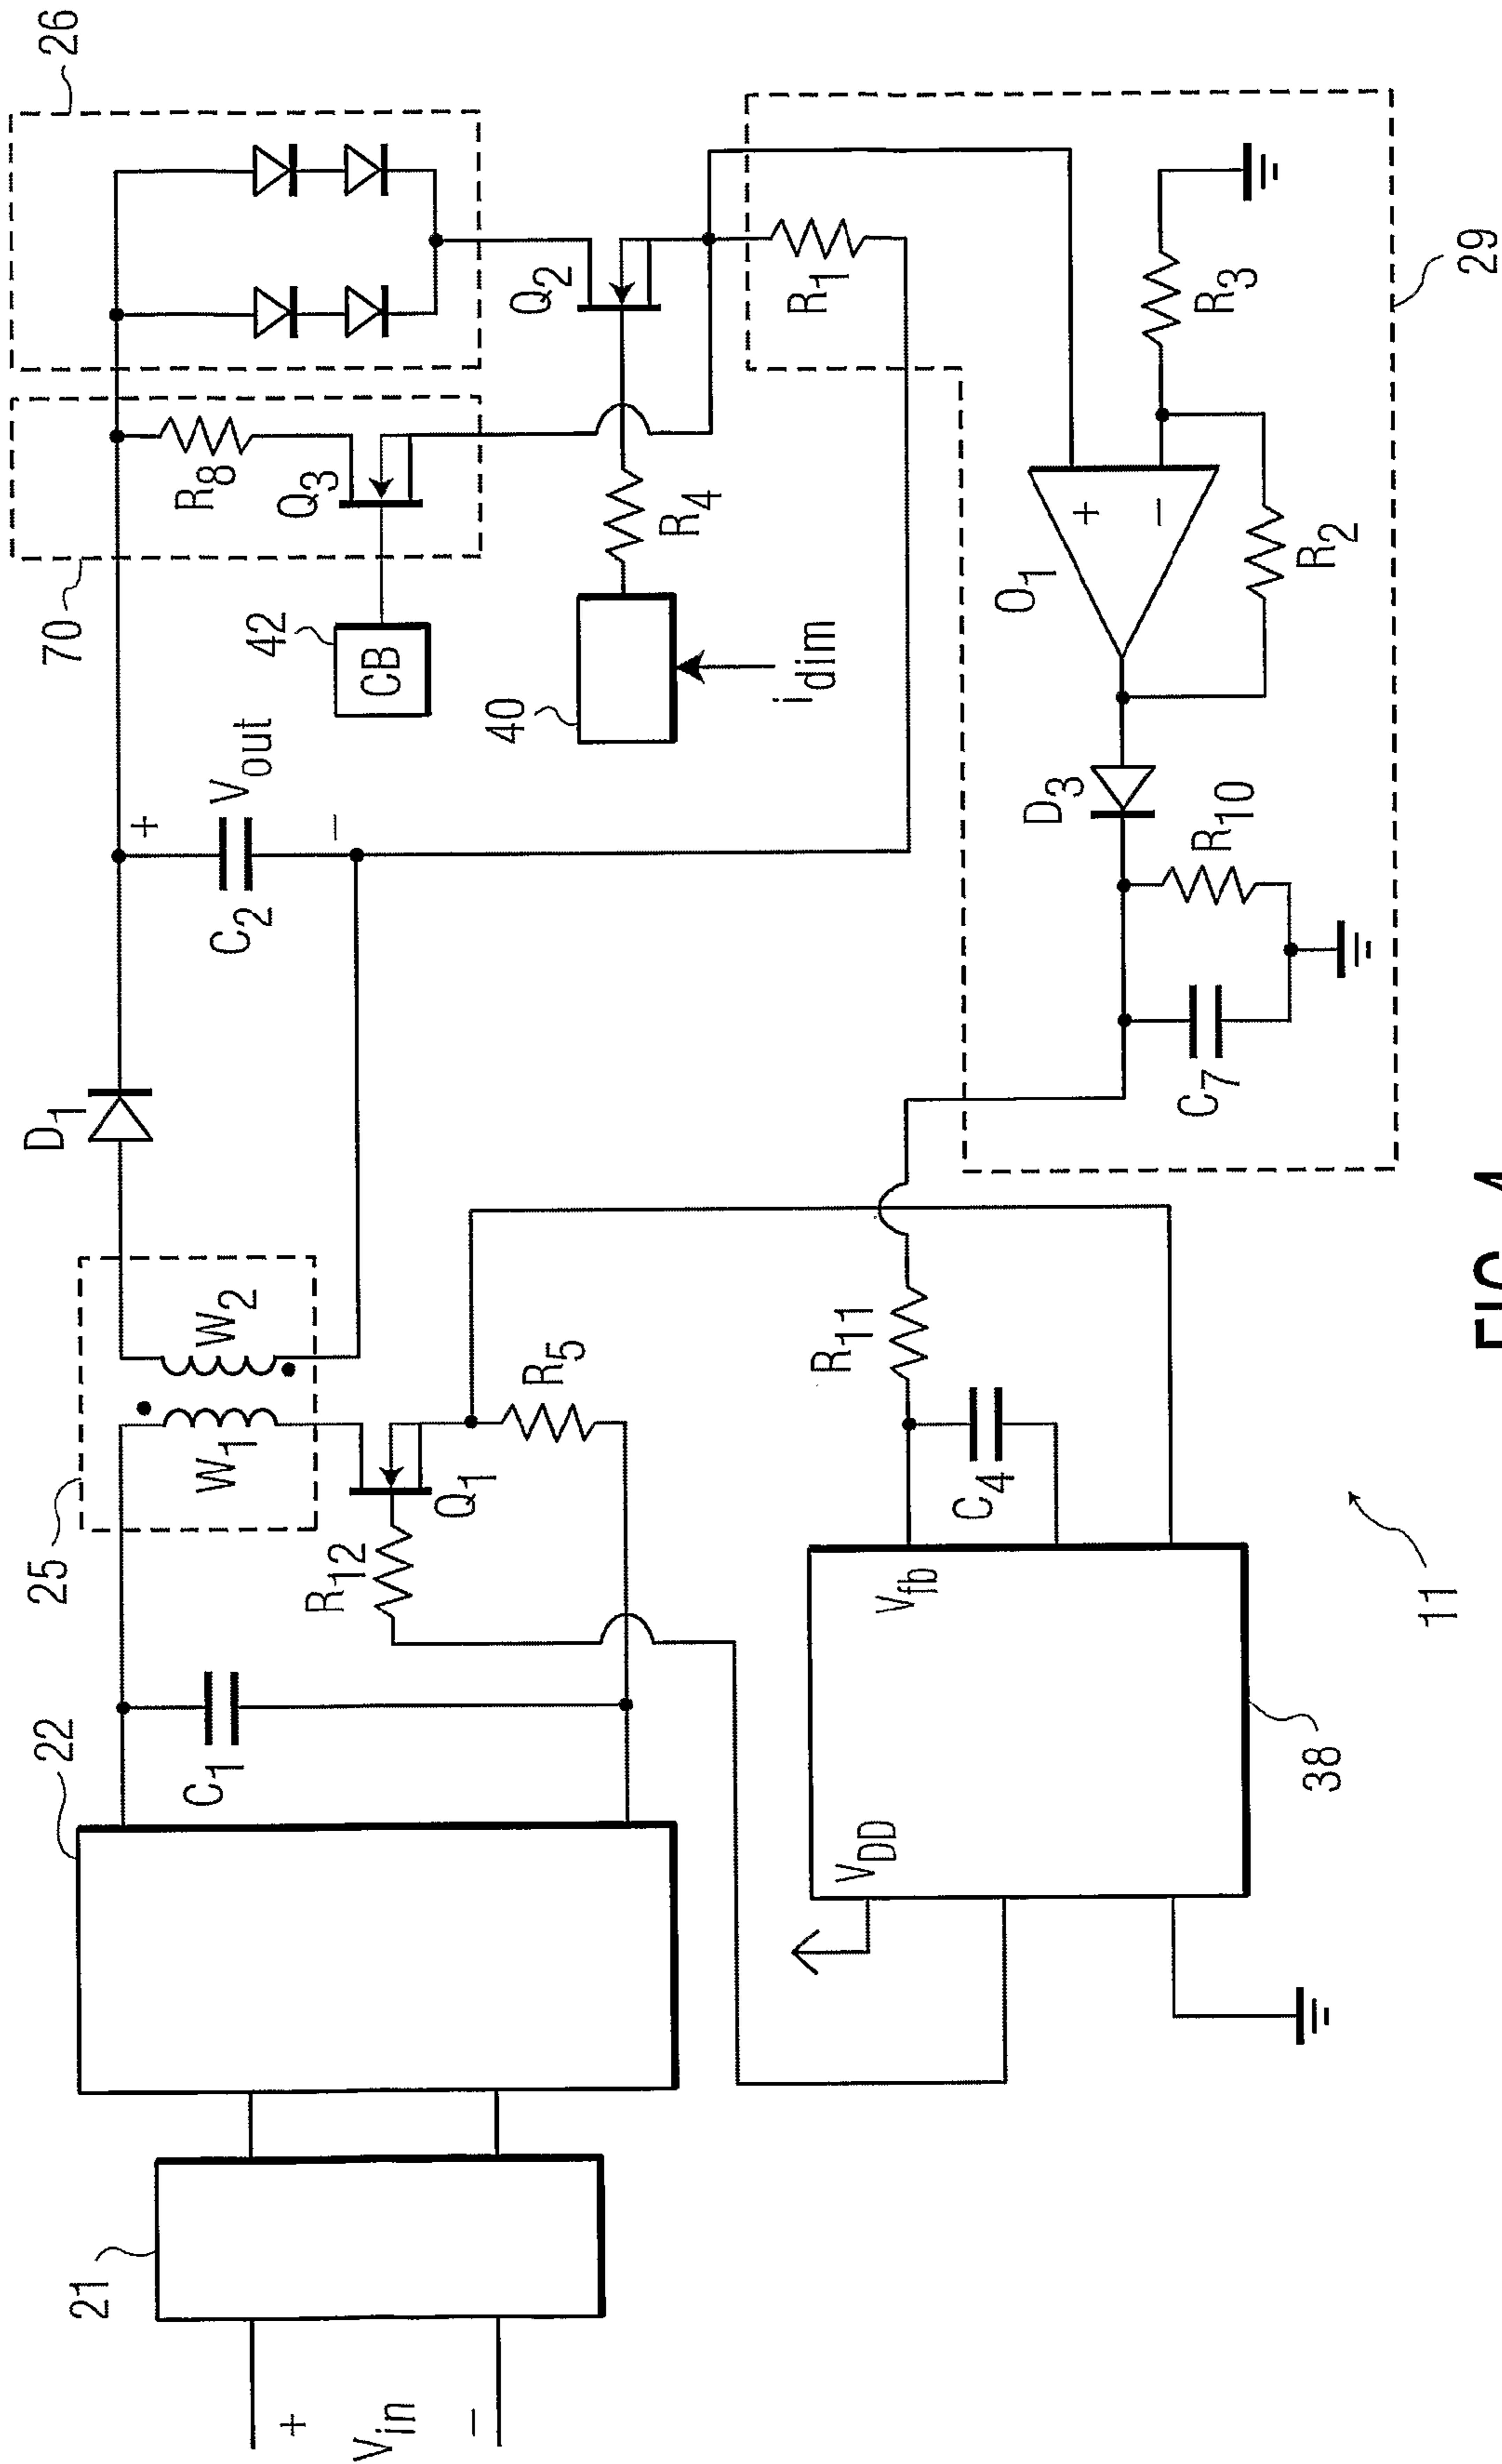 26
D1
70
25
22
21
+
R8
W2
W1
C2
Vout
C1
42
Q3
+
−
CB
R12
Vin
Q2
Q1
40
R4
R5
−
idim
R1
R11
VDD
Vfb
C4
O1
D3
+
−
R3
R10
C7
R2
38
11
29
FIG